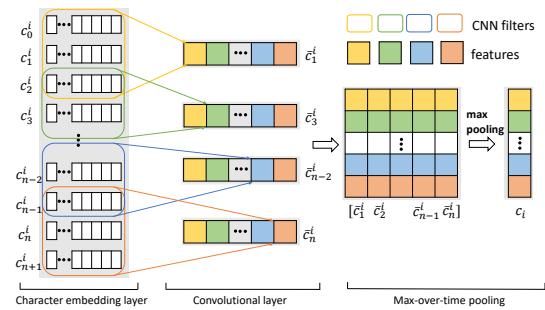 c_0^i
c_1^i
c_2^i
c_3^i
c_{n-2}^i
c_{n-1}^i
c_n^i
c_{n+1}^i
Character embedding layer
c̄_1^i
c̄_3^i
c̄_{n-2}^i
c̄_n^i
Convolutional layer
CNN filters
features
max
pooling
[c̄_1^i c̄_2^i c̄_{n-1}^i c̄_n^i]
c_i
Max-over-time pooling